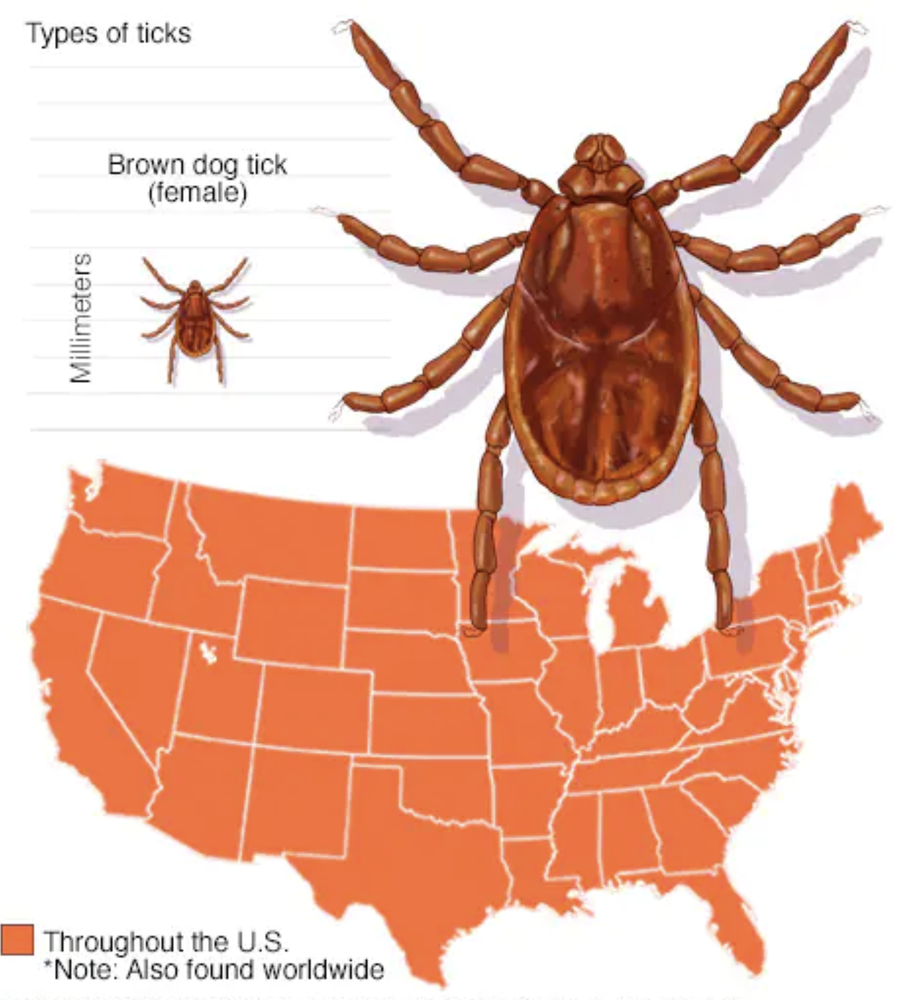 Types of ticks
Brown dog tick
(female)
Millimeters
Throughout the U.S.
*Note: Also found worldwide